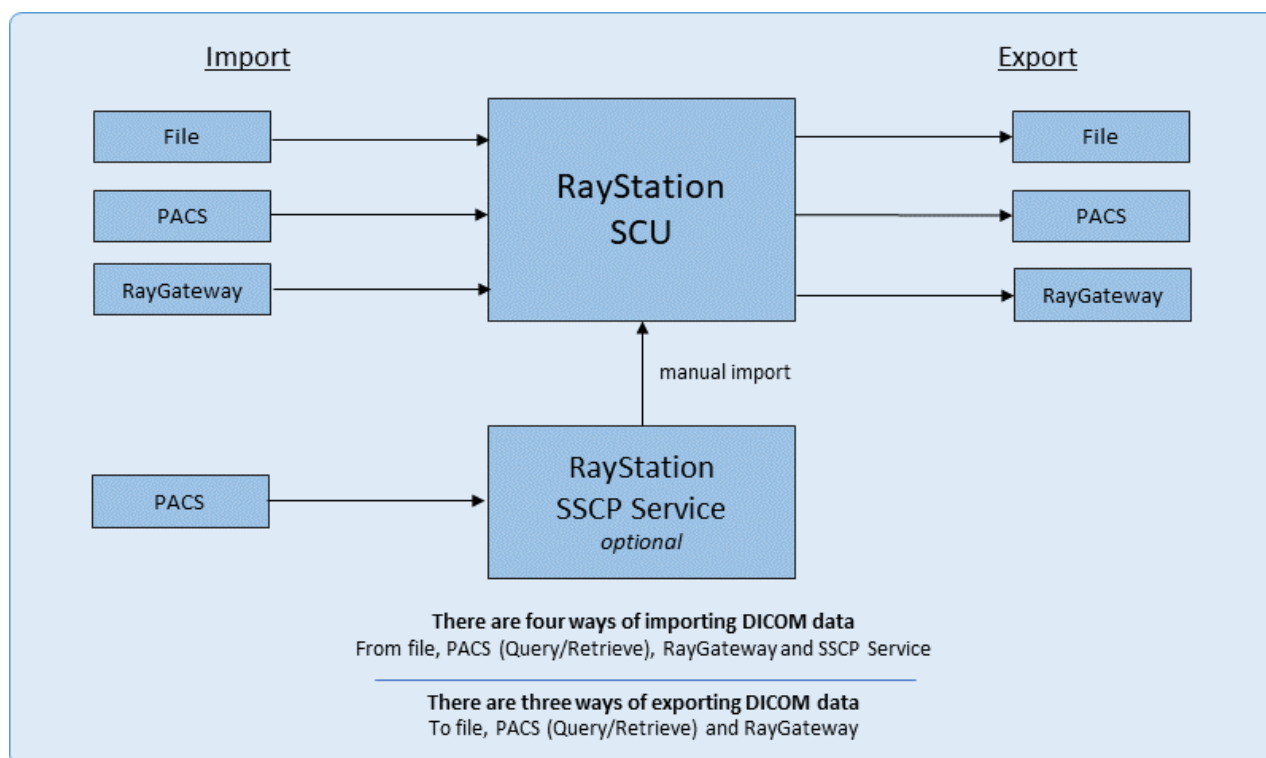 Import
Export
File
PACS
RayGateway
RayStation
SCU
File
PACS
RayGateway
manual import
PACS
RayStation
SSCP Service
optional
There are four ways of importing DICOM data
From file, PACS (Query/Retrieve), RayGateway and SSCP Service
There are three ways of exporting DICOM data
To file, PACS (Query/Retrieve) and RayGateway